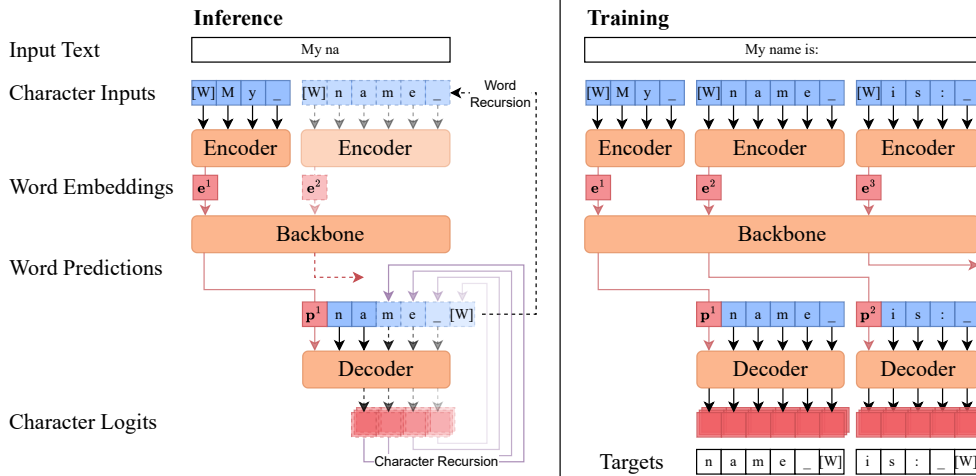 Inference
Training
Input Text
My na
My name is:
Character Inputs
[W] M y _
[W] n a m e _
Word
Recursion
[W] M y _
[W] n a m e _
[W] i s : _
Encoder
Encoder
Encoder
Encoder
Encoder
Word Embeddings
e1
e2
e1
e2
e3
Backbone
Backbone
Word Predictions
p1 n a m e _ [W]
p1 n a m e _
p2 i s : _
Decoder
Decoder
Decoder
Character Logits
Character Recursion
Targets
n a m e _ [W]
i s : _ [W]